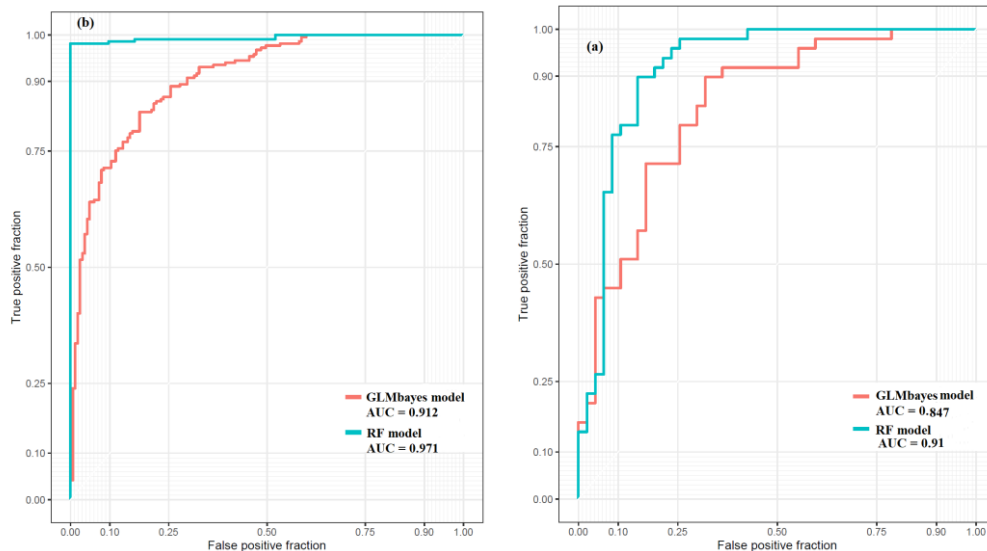 (b)
True positive fraction
1.00
0.90
0.75
0.50
0.25
0.10
0.00
GLMbayes model
AUC = 0.912
RF model
AUC = 0.971
0.00 0.10 0.25 0.50 0.75 0.90 1.00
False positive fraction
(a)
True positive fraction
1.00
0.90
0.75
0.50
0.25
0.10
0.00
GLMbayes model
AUC = 0.847
RF model
AUC = 0.91
0.00 0.10 0.25 0.50 0.75 0.90 1.00
False positive fraction